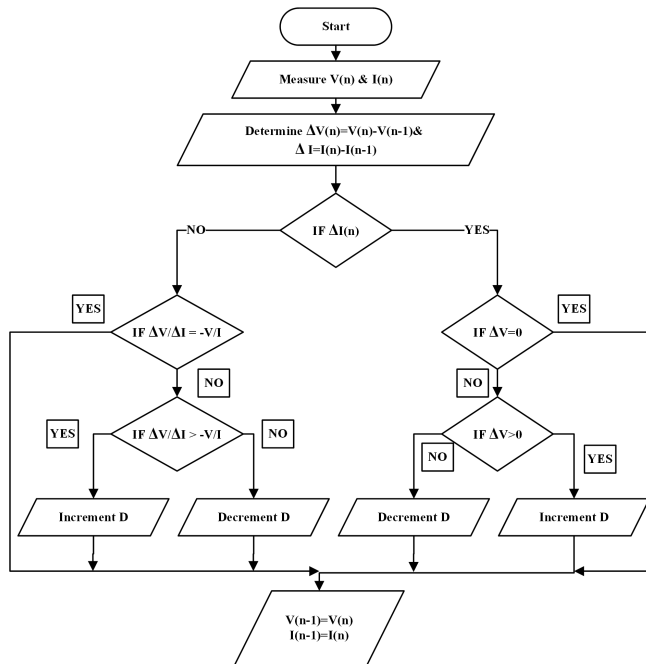 Start
Measure V(n) & I(n)
Determine ΔV(n)=V(n)-V(n-1)&
Δ I=I(n)-I(n-1)
IF ΔI(n)
NO
YES
YES
IF ΔV/ΔI = -V/I
IF ΔV=0
YES
NO
NO
YES
IF ΔV/ΔI > -V/I
NO
NO
IF ΔV>0
YES
Increment D
Decrement D
Decrement D
Increment D
V(n-1)=V(n)
I(n-1)=I(n)